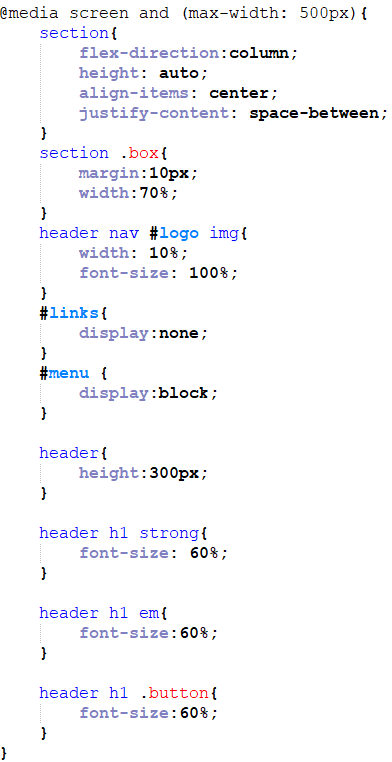 @media screen and (max-width: 500px){
    section{
        flex-direction:column;
        height: auto;
        align-items: center;
        justify-content: space-between;
    }
    section .box{
        margin:10px;
        width:70%;
    }
    header nav #logo img{
        width: 10%;
        font-size: 100%;
    }
    #links{
        display:none;
    }
    #menu {
        display:block;
    }

    header{
        height:300px;
    }

    header h1 strong{
        font-size: 60%;
    }

    header h1 em{
        font-size:60%;
    }

    header h1 .button{
        font-size:60%;
    }
}